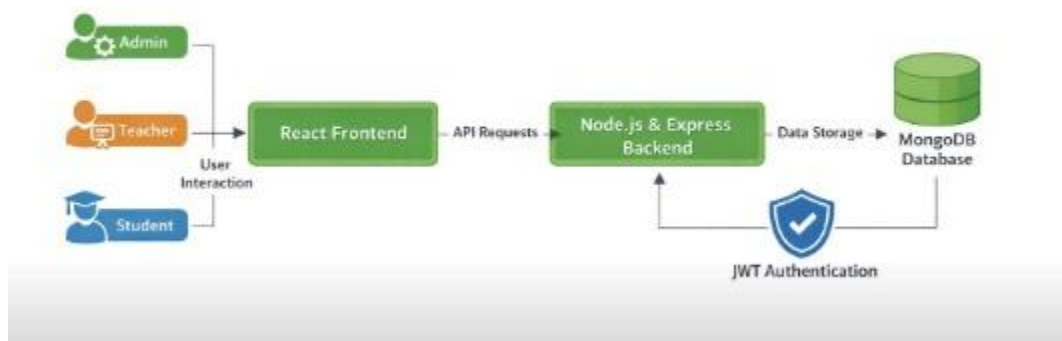 Admin
Teacher
User
Interaction
Student
React Frontend
API Requests
Node.js & Express
Backend
Data Storage
MongoDB
Database
JWT Authentication